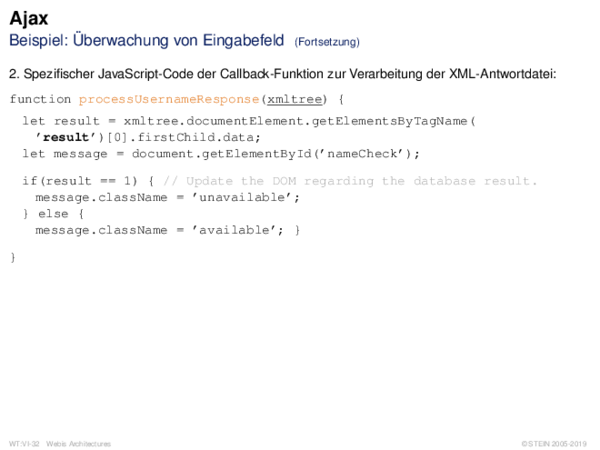 Ajax
Beispiel: Überwachung von Eingabefeld (Fortsetzung)
2. Spezifischer JavaScript-Code der Callback-Funktion zur Verarbeitung der XML-Antwortdatei:
function processUsernameResponse(xmltree) {
let result = xmltree.documentElement.getElementsByTagName(
’result’)[0].firstChild.data;
let message = document.getElementById(’nameCheck’);
if(result == 1) { // Update the DOM regarding the database result.
message.className = ’unavailable’;
} else {
message.className = ’available’; }
}
WT:VI-32 Webis Architectures © STEIN 2005-2019